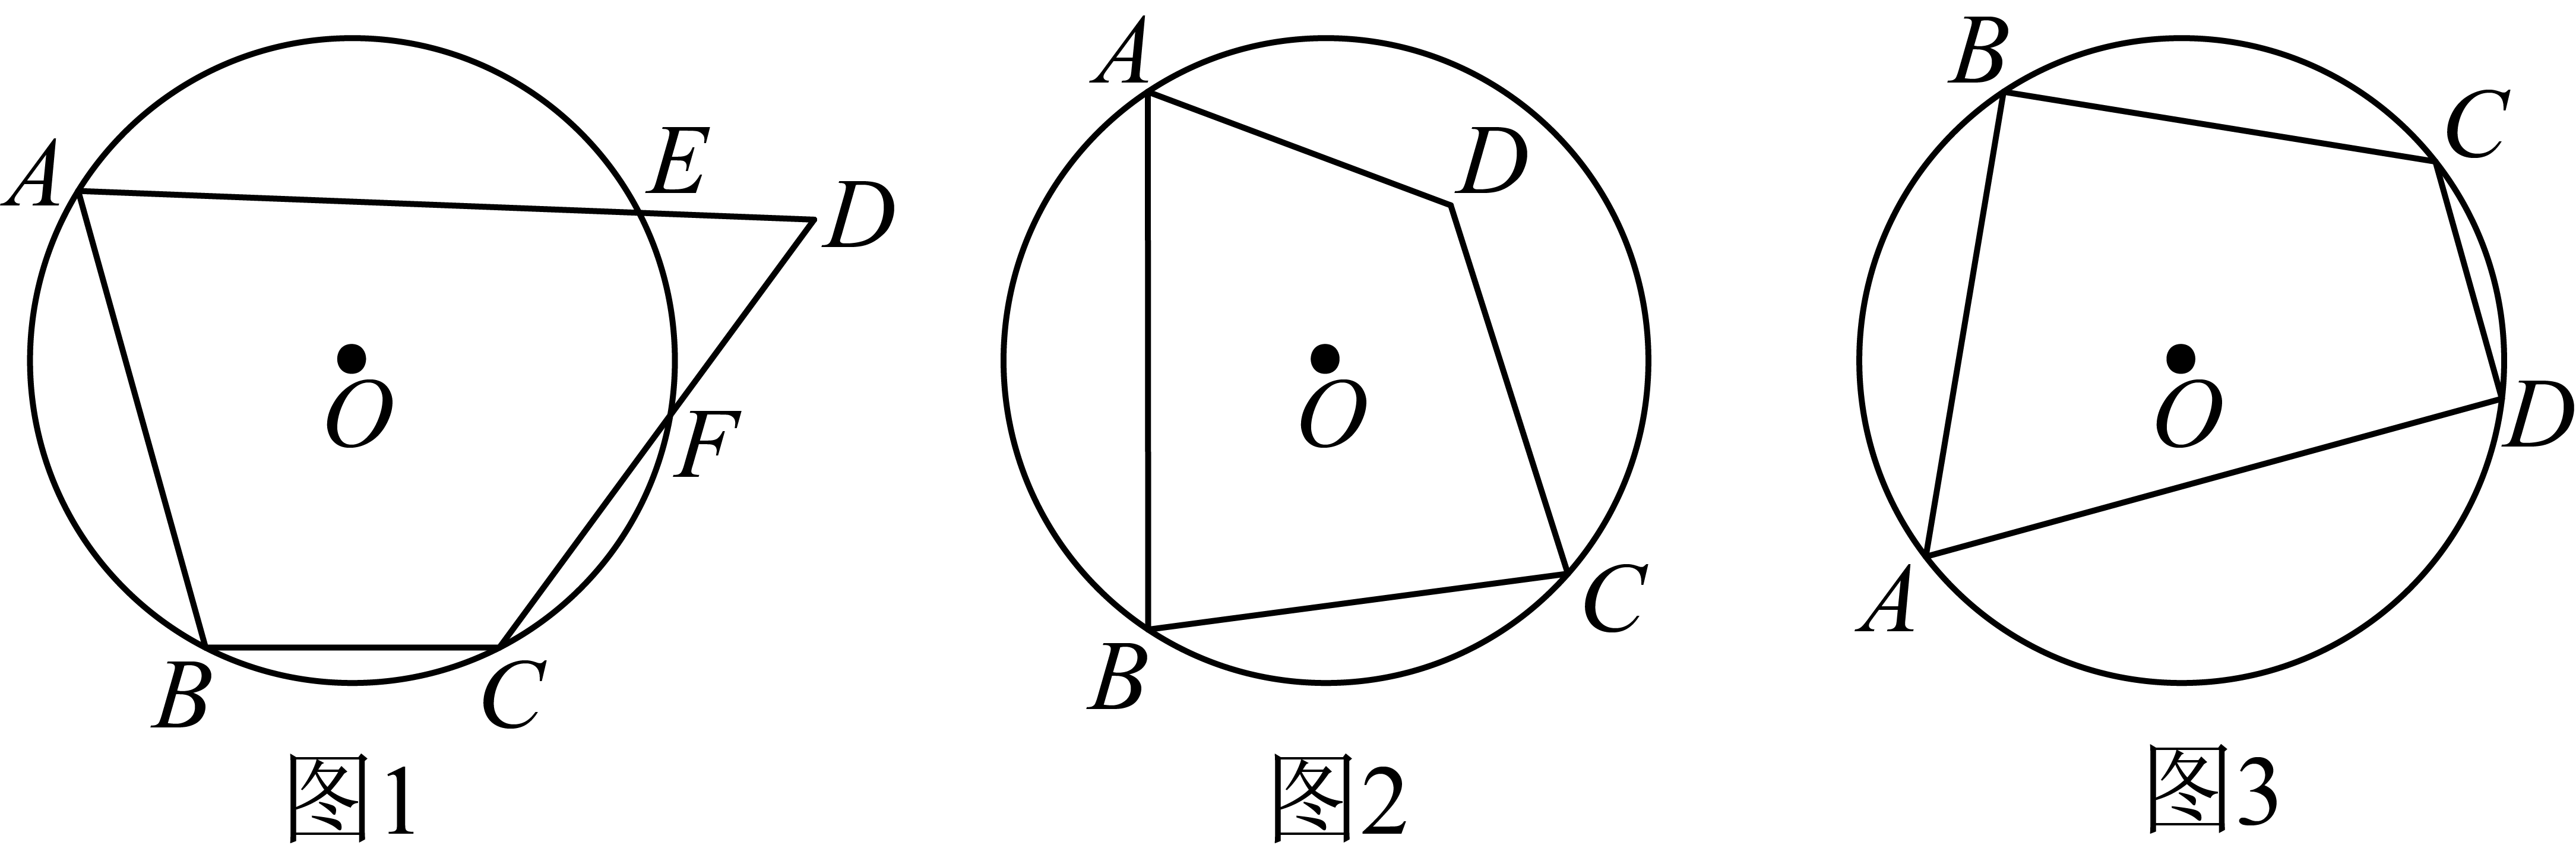 A E D O F B C
A D O B C
B C O D A
图1 图2 图3